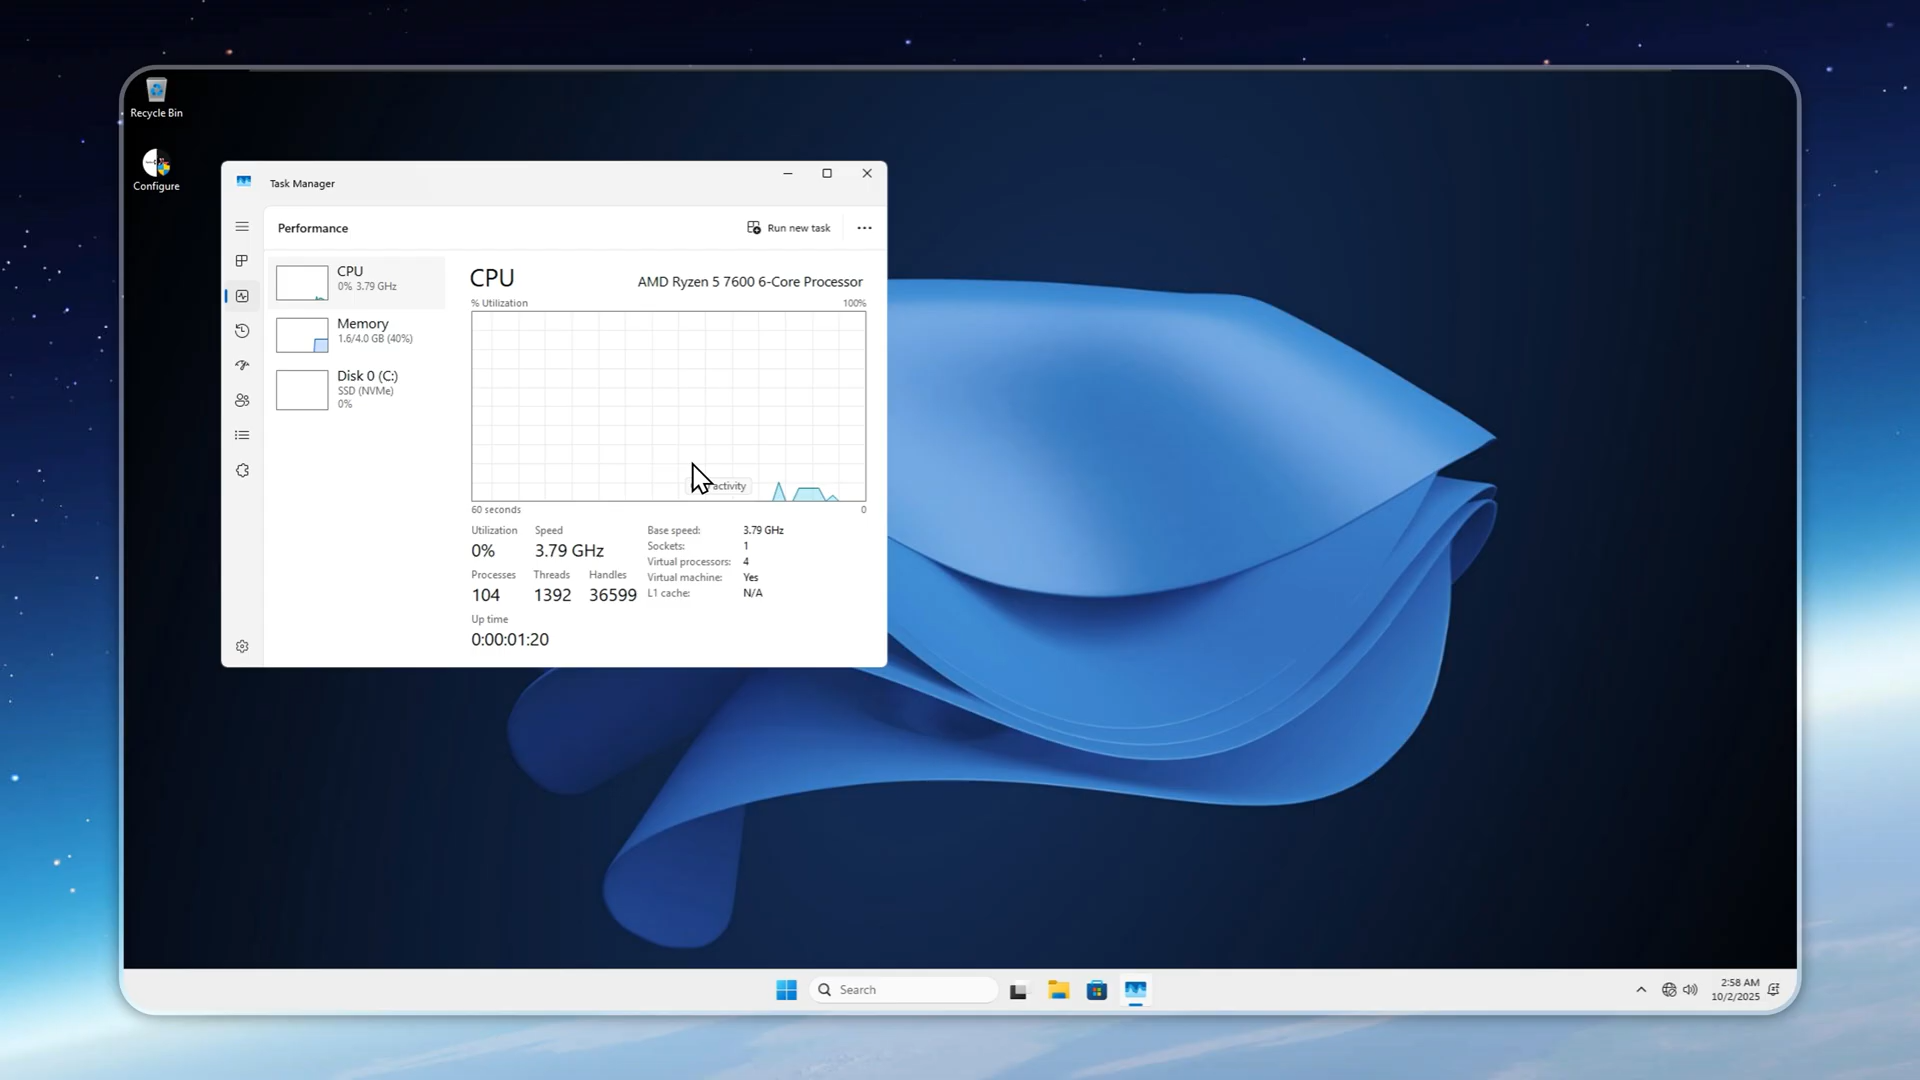 Recycle Bin
Configure
Task Manager
Performance
Run new task
CPU
0% 3.79 GHz
Memory
1.6/4.0 GB (40%)
Disk 0 (C:)
SSD (NVMe)
0%
CPU
AMD Ryzen 5 7600 6-Core Processor
% Utilization
100%
activity
60 seconds
0
Utilization
Speed
0%
3.79 GHz
Processes
Threads
Handles
104
1392
36599
Up time
0:00:01:20
Base speed: 3.79 GHz
Sockets: 1
Virtual processors: 4
Virtual machine: Yes
L1 cache: N/A
Search
2:58 AM
10/2/2025